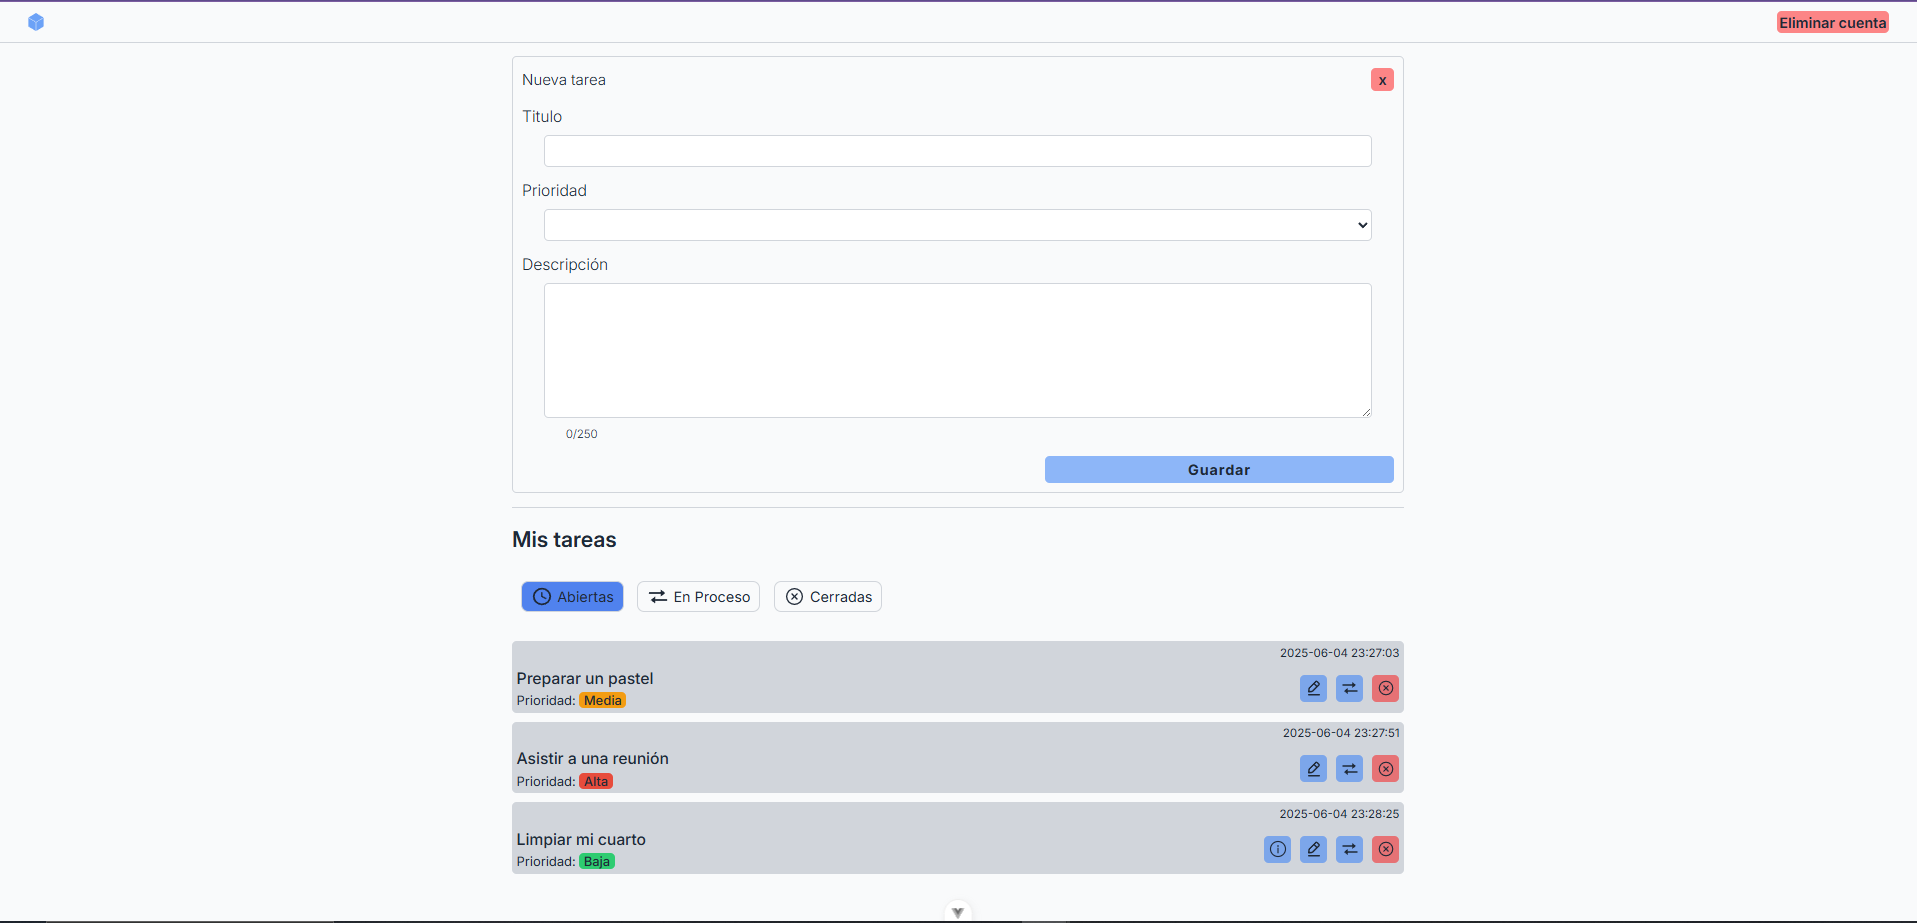 Eliminar cuenta
Nueva tarea
x
Titulo
Prioridad
Descripción
0/250
Guardar
Mis tareas
Abiertas En Proceso Cerradas
2025-06-04 23:27:03
Preparar un pastel
Prioridad: Media
2025-06-04 23:27:51
Asistir a una reunión
Prioridad: Alta
2025-06-04 23:28:25
Limpiar mi cuarto
Prioridad: Baja